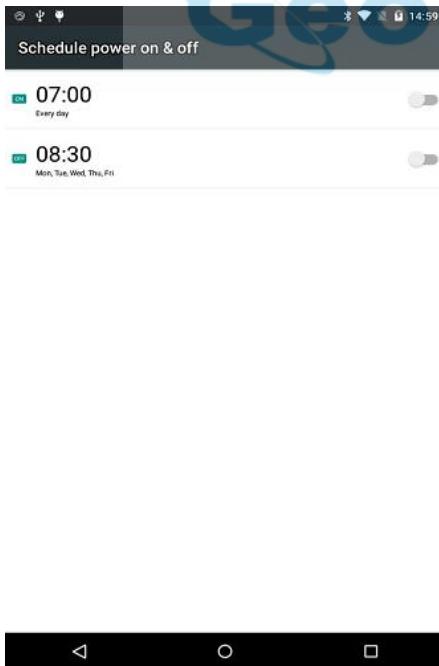 Geo
14:59
Schedule power on & off
ON
07:00
Every day
OFF
08:30
Mon, Tue, Wed, Thu, Fri